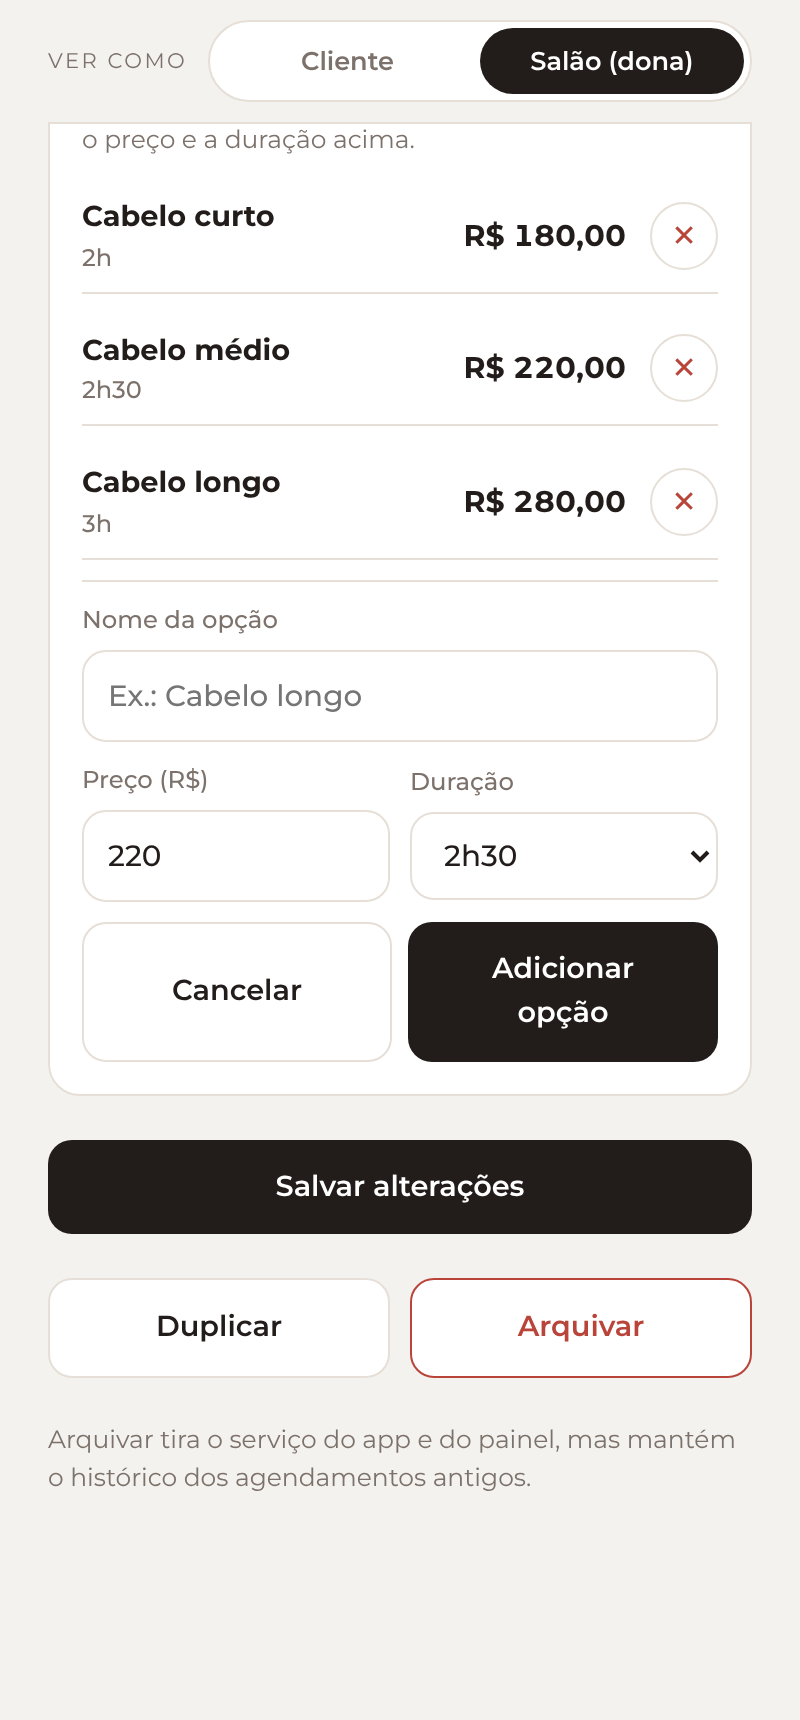 VER COMO
Cliente
Salão (dona)
o preço e a duração acima.
Cabelo curto
2h
R$ 180,00
✕
Cabelo médio
2h30
R$ 220,00
✕
Cabelo longo
3h
R$ 280,00
✕
Nome da opção
Ex.: Cabelo longo
Preço (R$)
Duração
220
2h30
Cancelar
Adicionar
opção
Salvar alterações
Duplicar
Arquivar
Arquivar tira o serviço do app e do painel, mas mantém
o histórico dos agendamentos antigos.